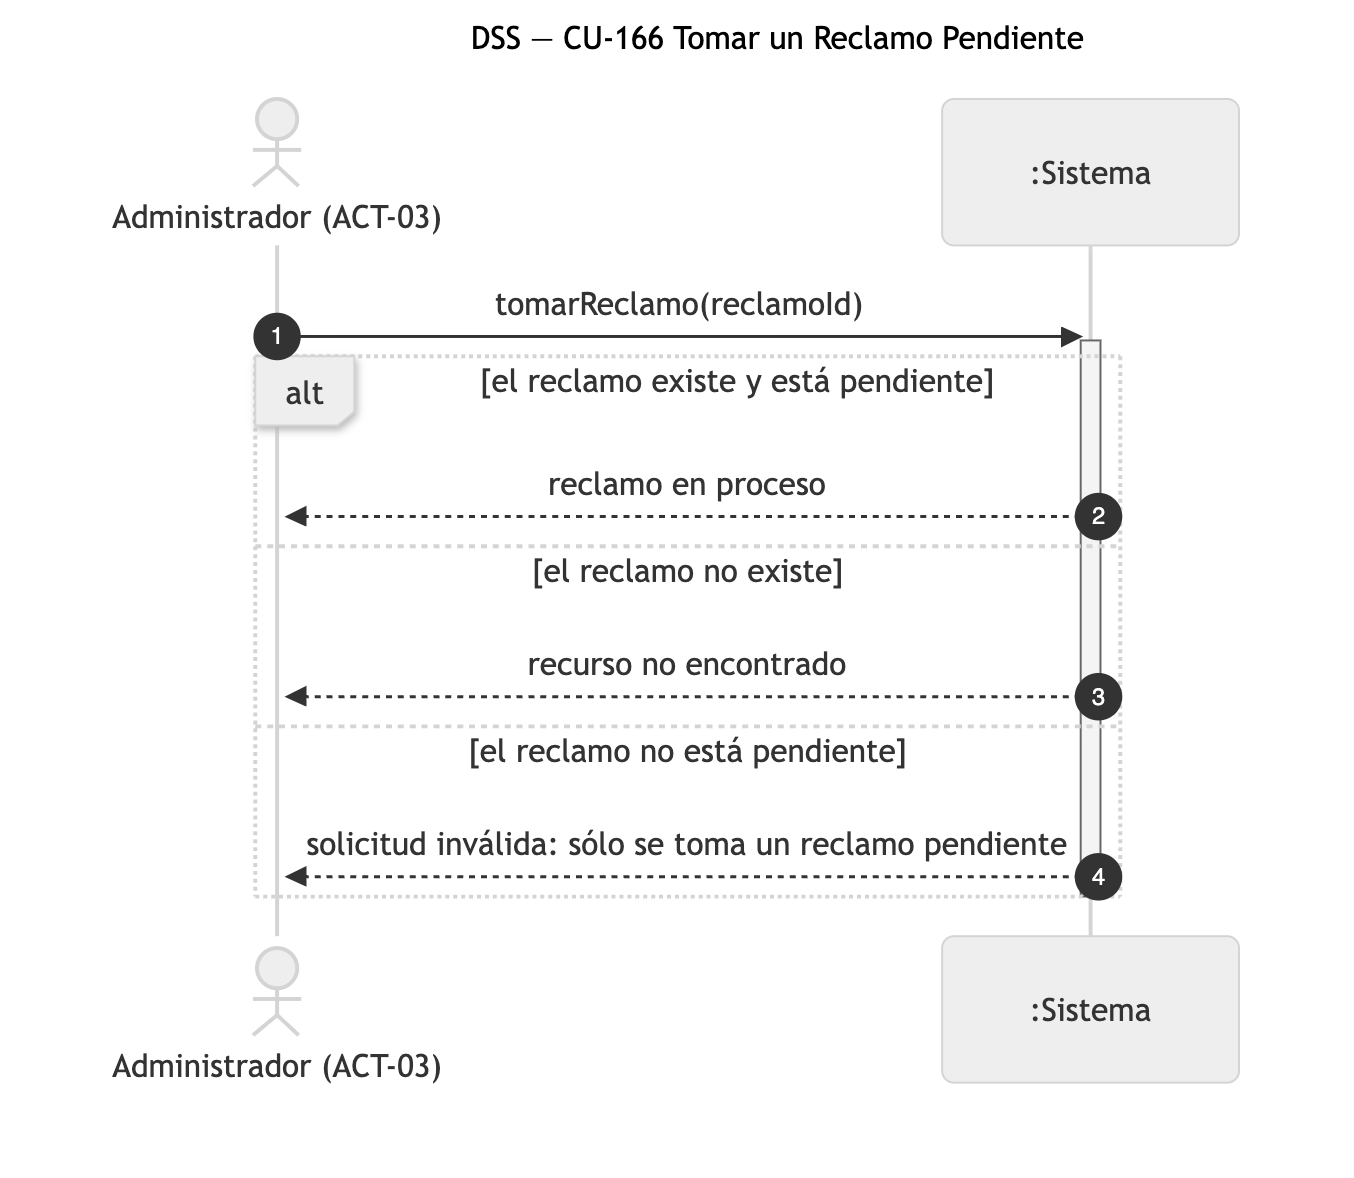 DSS — CU-166 Tomar un Reclamo Pendiente
Administrador (ACT-03)
:Sistema
tomarReclamo(reclamoId)
1
alt
[el reclamo existe y está pendiente]
reclamo en proceso
2
[el reclamo no existe]
recurso no encontrado
3
[el reclamo no está pendiente]
solicitud inválida: sólo se toma un reclamo pendiente
4
Administrador (ACT-03)
:Sistema